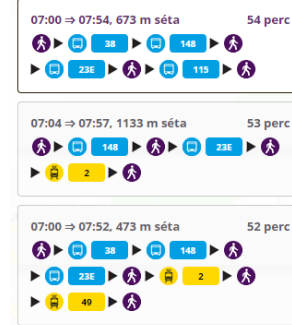 07:00 ⇒ 07:54, 673 m séta 54 perc
38 148
23E 115
07:04 ⇒ 07:57, 1133 m séta 53 perc
148 23E
2
07:00 ⇒ 07:52, 473 m séta 52 perc
38 148
23E 2
49